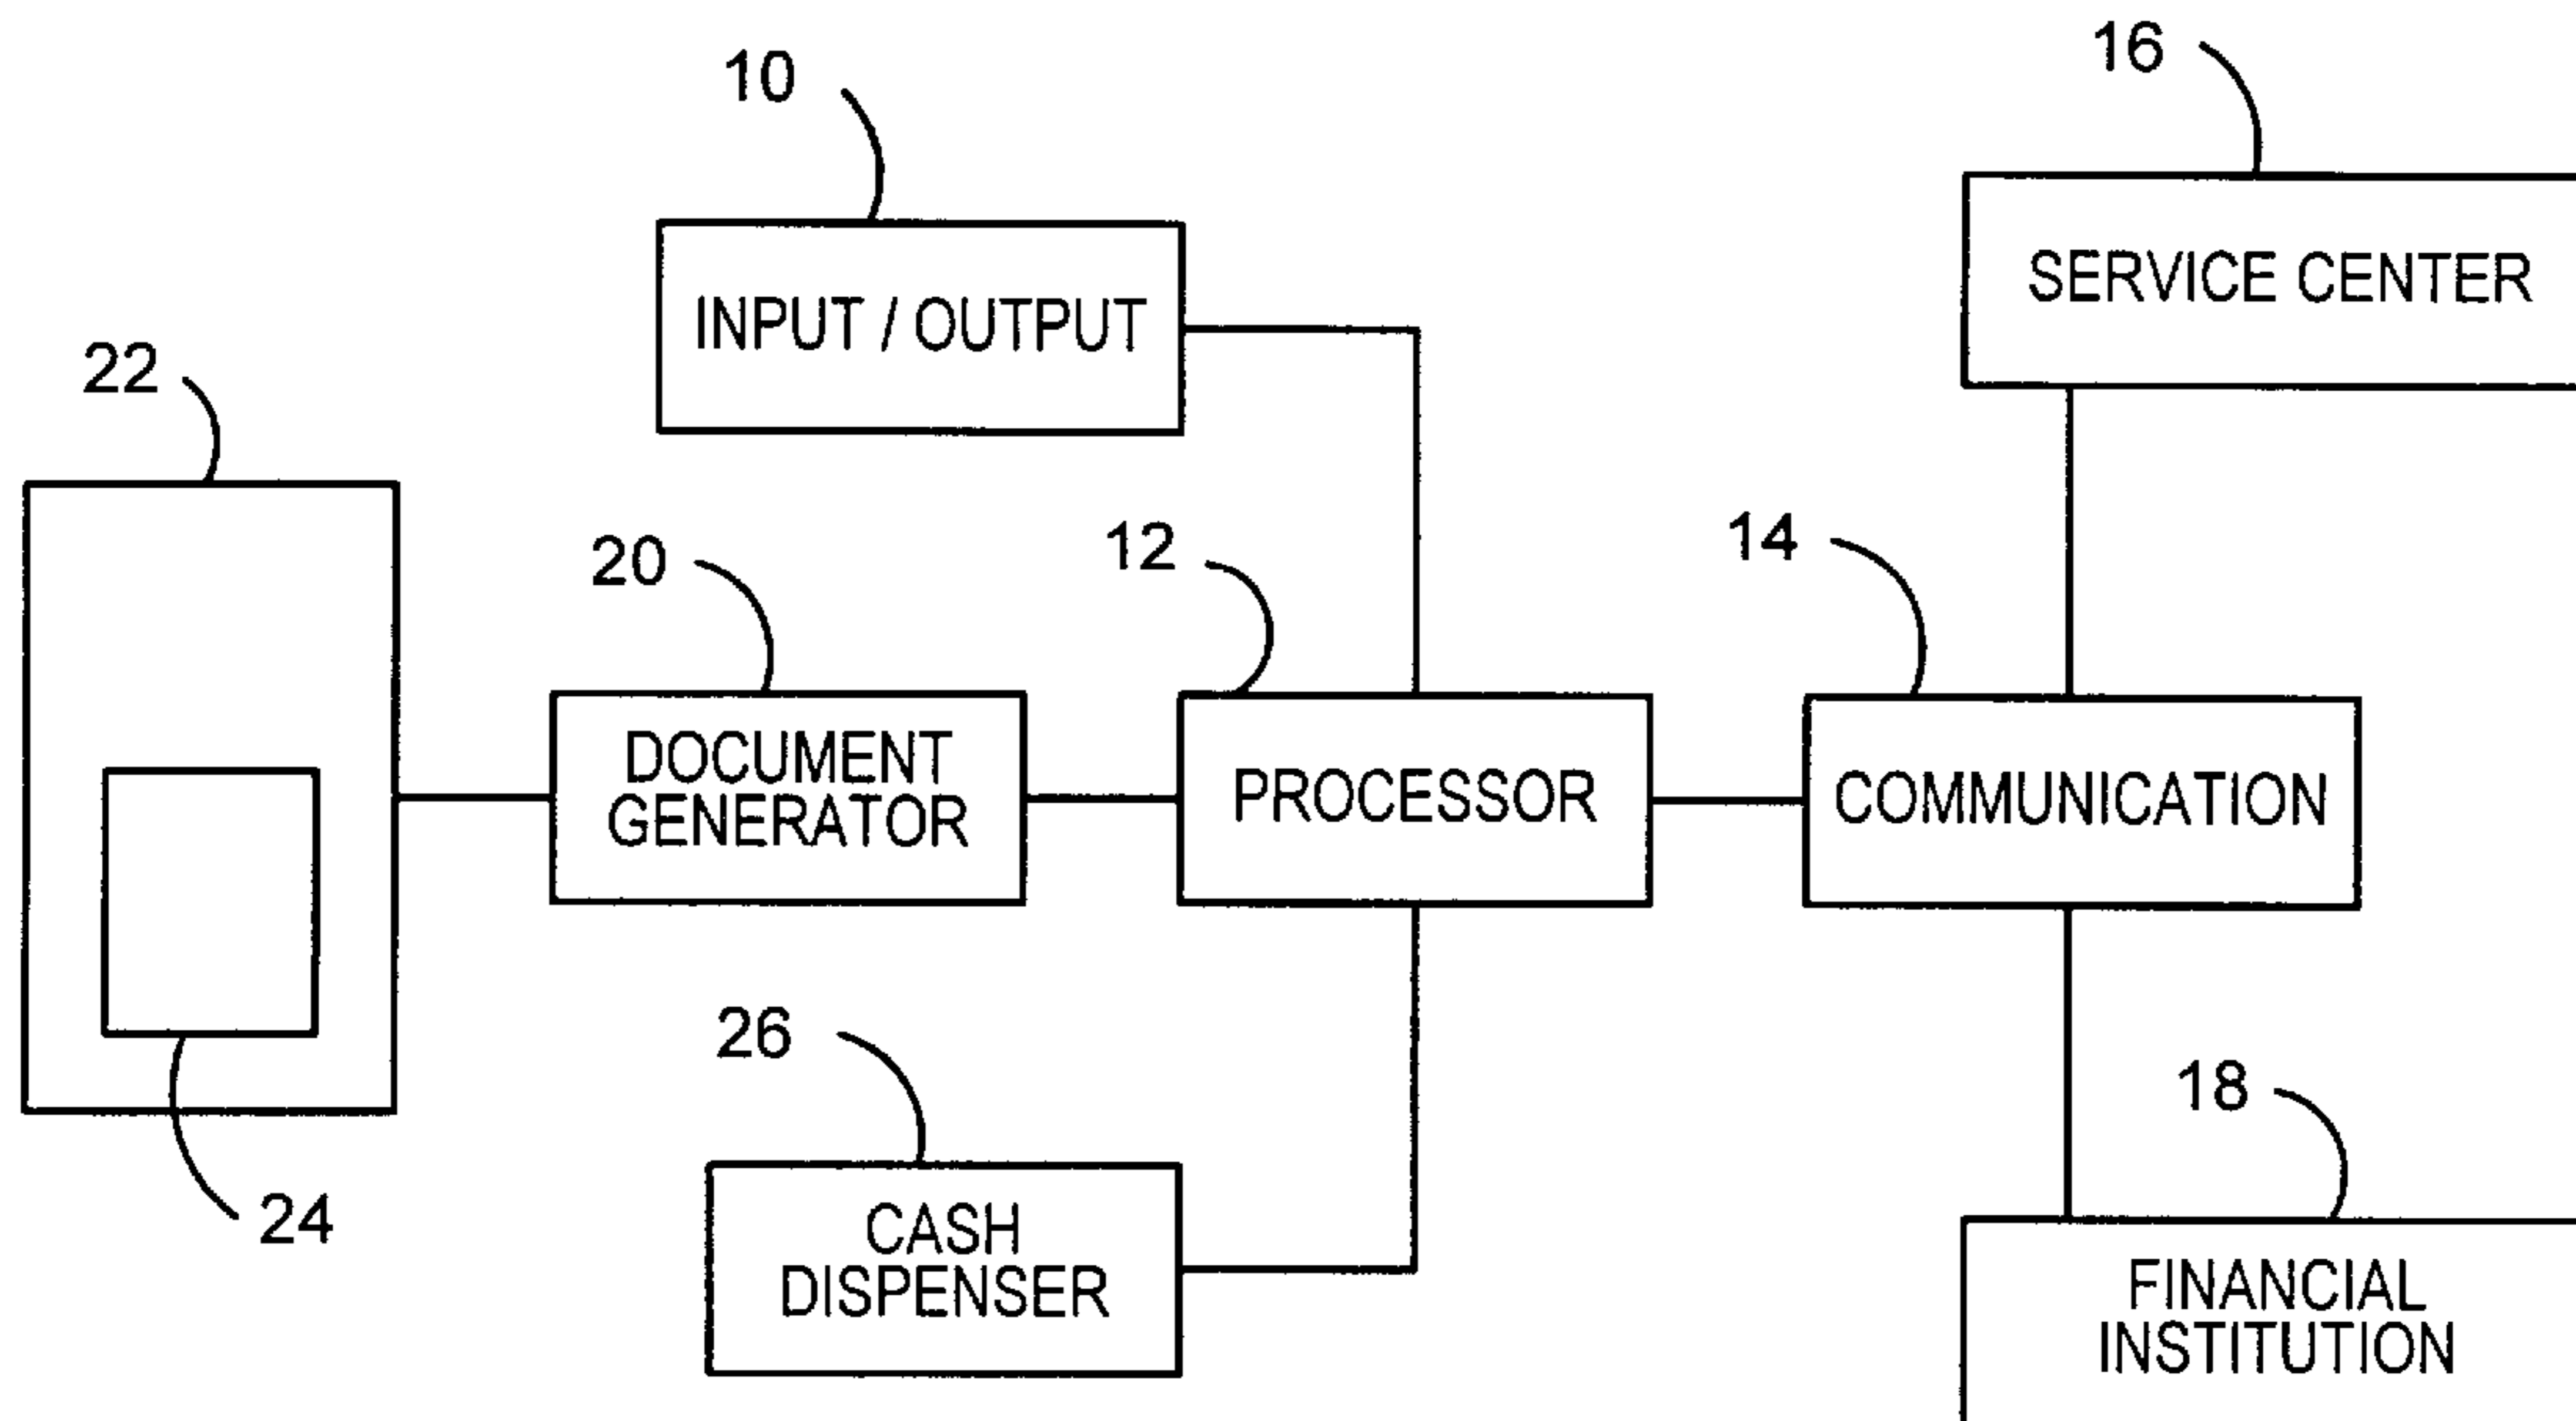 16
10
SERVICE CENTER
INPUT / OUTPUT
22
20
12
14
DOCUMENT
GENERATOR
PROCESSOR
COMMUNICATION
26
18
24
CASH
DISPENSER
FINANCIAL
INSTITUTION